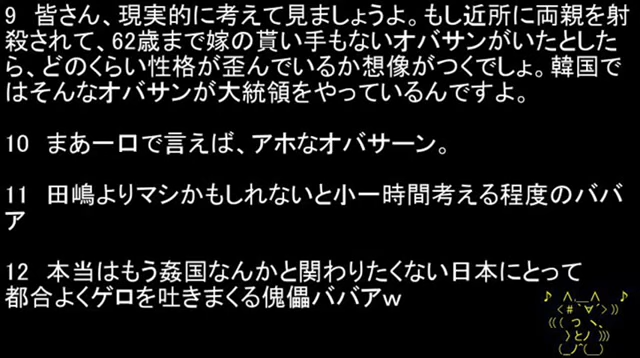 9　皆さん、現実的に考えて見ましょうよ。もし近所に両親を射
殺されて、62歳まで嫁の貰い手もないオバサンがいたとした
ら、どのくらい性格が歪んでいるか想像がつくでしょ。韓国で
はそんなオバサンが大統領をやっているんですよ。
10　まあ一口で言えば、アホなオバサーン。
11　田嶋よりマシかもしれないと小一時間考える程度のババ
ア
12　本当はもう姦国なんかと関わりたくない日本にとって
都合よくゲロを吐きまくる傀儡ババアｗ
♪　∧＿∧　♪
＜＃｀∀´＞))
(((　つ　ヽ、
〉とノ　)))
（＿ノ^(＿）